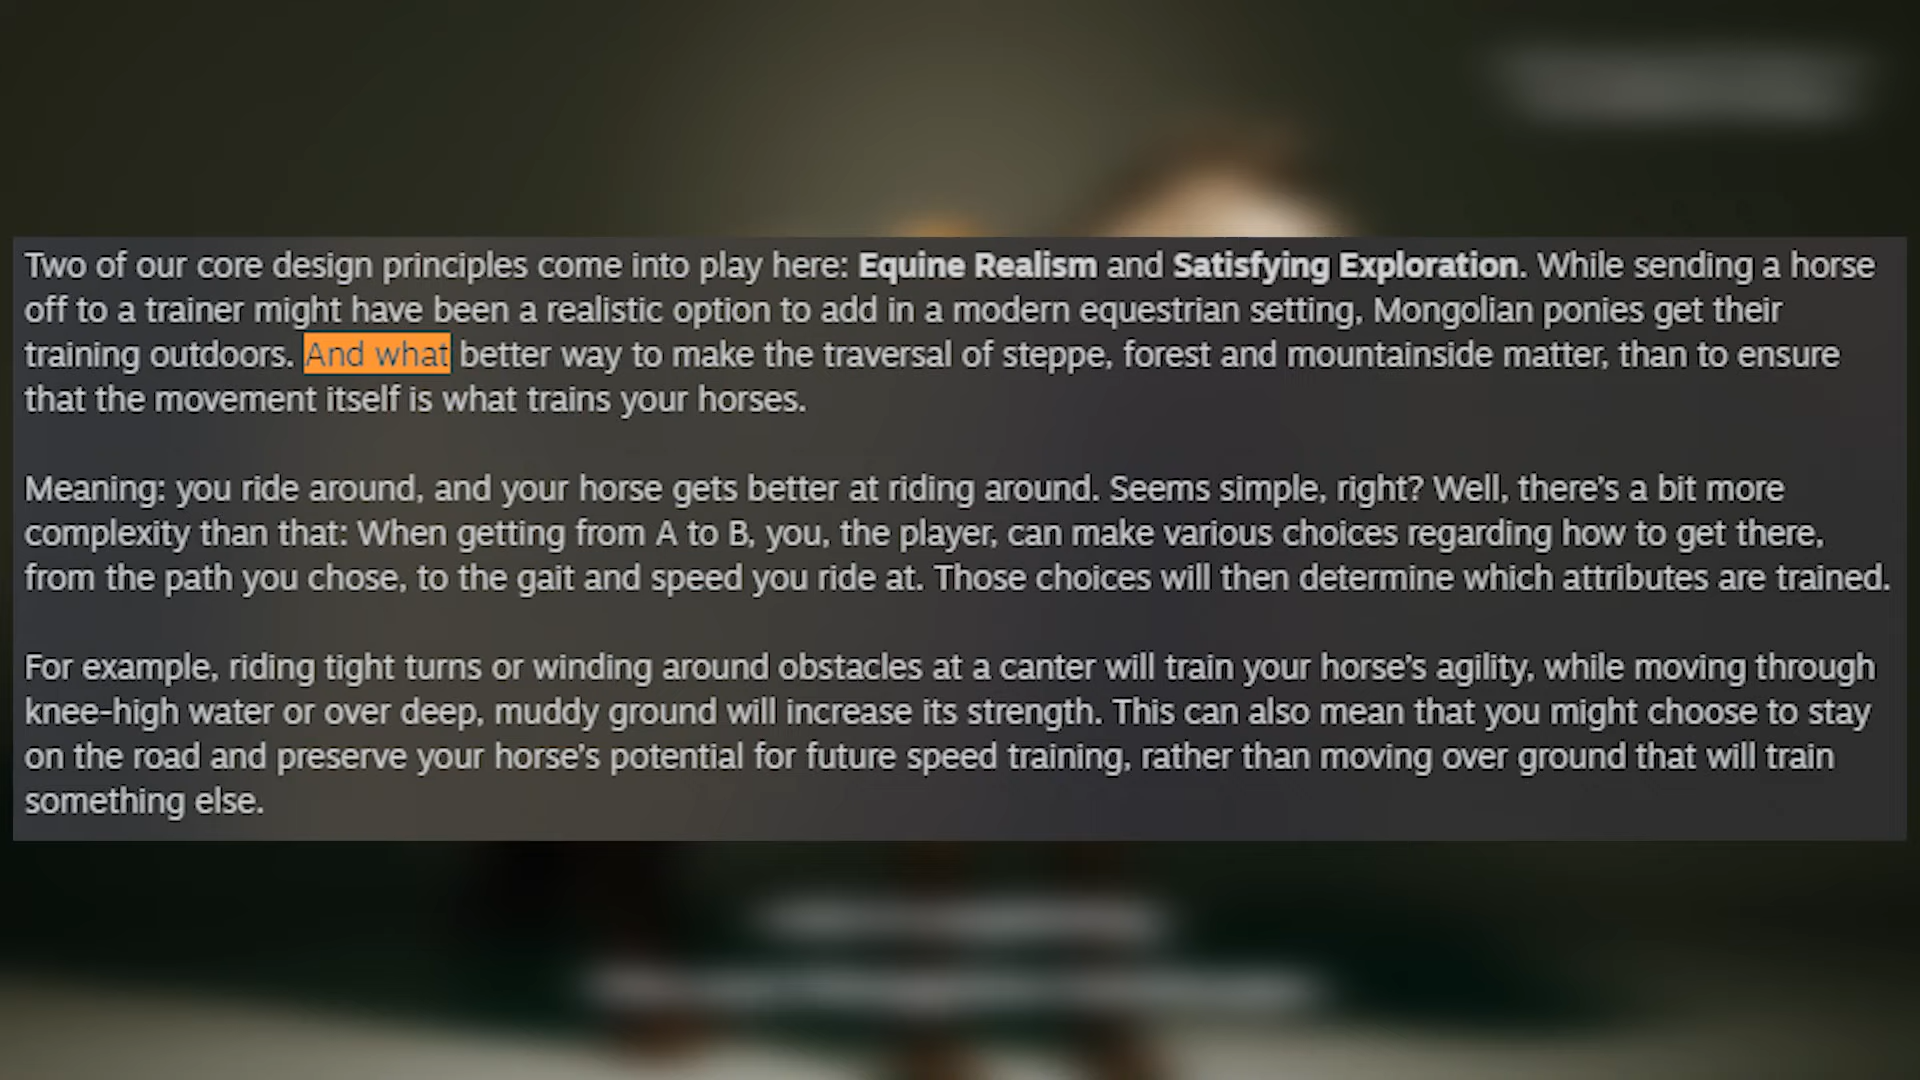 Two of our core design principles come into play here: Equine Realism and Satisfying Exploration. While sending a horse
off to a trainer might have been a realistic option to add in a modern equestrian setting, Mongolian ponies get their
training outdoors. And what better way to make the traversal of steppe, forest and mountainside matter, than to ensure
that the movement itself is what trains your horses.
Meaning: you ride around, and your horse gets better at riding around. Seems simple, right? Well, there's a bit more
complexity than that: When getting from A to B, you, the player, can make various choices regarding how to get there,
from the path you chose, to the gait and speed you ride at. Those choices will then determine which attributes are trained.
For example, riding tight turns or winding around obstacles at a canter will train your horse's agility, while moving through
knee-high water or over deep, muddy ground will increase its strength. This can also mean that you might choose to stay
on the road and preserve your horse's potential for future speed training, rather than moving over ground that will train
something else.